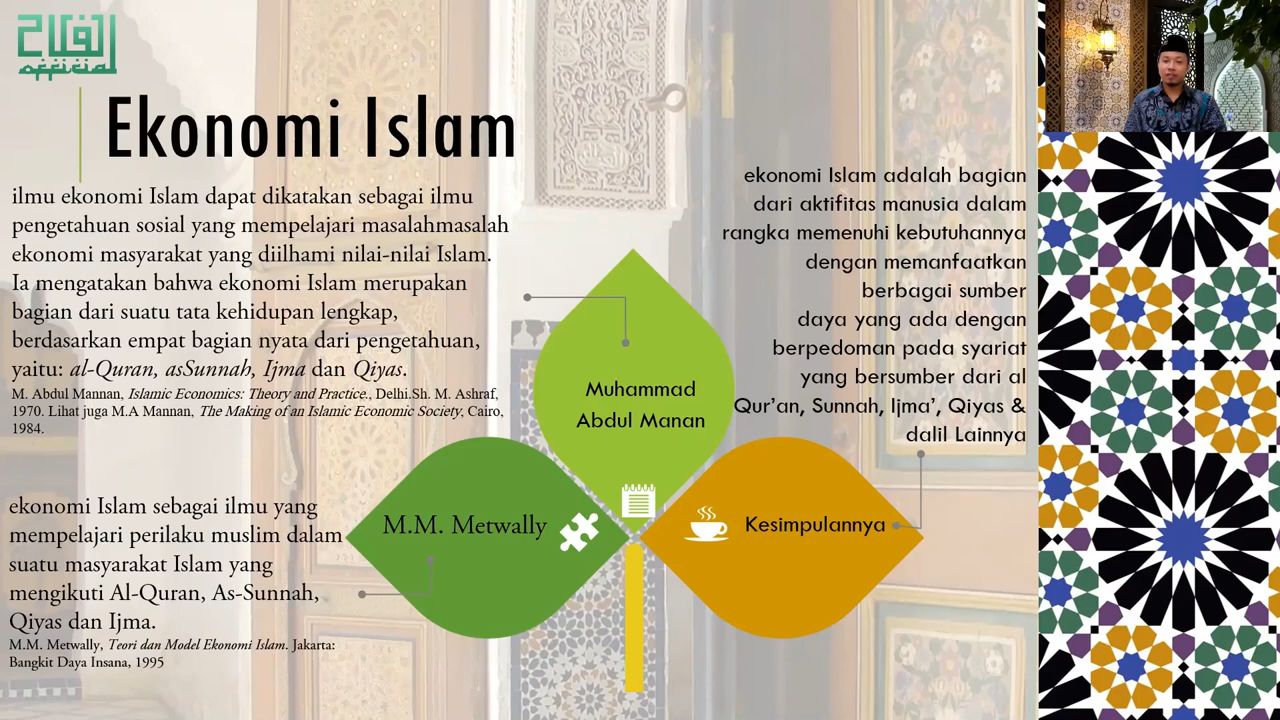 الفلاح
official
Ekonomi Islam
ilmu ekonomi Islam dapat dikatakan sebagai ilmu
pengetahuan sosial yang mempelajari masalahmasalah
ekonomi masyarakat yang diilhami nilai-nilai Islam.
Ia mengatakan bahwa ekonomi Islam merupakan
bagian dari suatu tata kehidupan lengkap,
berdasarkan empat bagian nyata dari pengetahuan,
yaitu: al-Quran, asSunnah, Ijma dan Qiyas.
M. Abdul Mannan, Islamic Economics: Theory and Practice., Delhi.Sh. M. Ashraf,
1970. Lihat juga M.A Mannan, The Making of an Islamic Economic Society, Cairo,
1984.
ekonomi Islam sebagai ilmu yang
mempelajari perilaku muslim dalam
suatu masyarakat Islam yang
mengikuti Al-Quran, As-Sunnah,
Qiyas dan Ijma.
M.M. Metwally, Teori dan Model Ekonomi Islam. Jakarta:
Bangkit Daya Insana, 1995
Muhammad
Abdul Manan
M.M. Metwally
Kesimpulannya
ekonomi Islam adalah bagian
dari aktifitas manusia dalam
rangka memenuhi kebutuhannya
dengan memanfaatkan
berbagai sumber
daya yang ada dengan
berpedoman pada syariat
yang bersumber dari al
Qur'an, Sunnah, Ijma', Qiyas &
dalil Lainnya